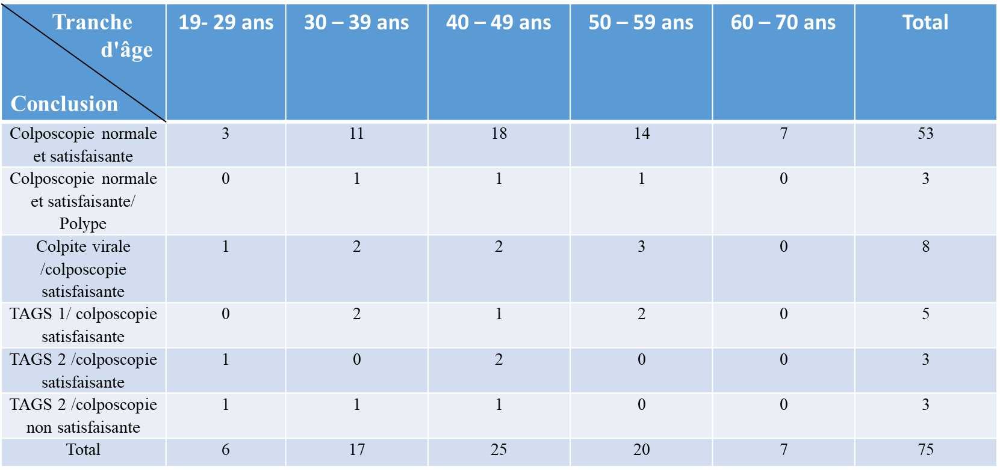 Tranche d'âge
Conclusion
19- 29 ans
30 – 39 ans
40 – 49 ans
50 – 59 ans
60 – 70 ans
Total
Colposcopie normale
et satisfaisante
3
11
18
14
7
53
Colposcopie normale
et satisfaisante/
Polype
0
1
1
1
0
3
Colpite virale
/colposcopie
satisfaisante
1
2
2
3
0
8
TAGS 1/ colposcopie
satisfaisante
0
2
1
2
0
5
TAGS 2 /colposcopie
satisfaisante
1
0
2
0
0
3
TAGS 2 /colposcopie
non satisfaisante
1
1
1
0
0
3
Total
6
17
25
20
7
75